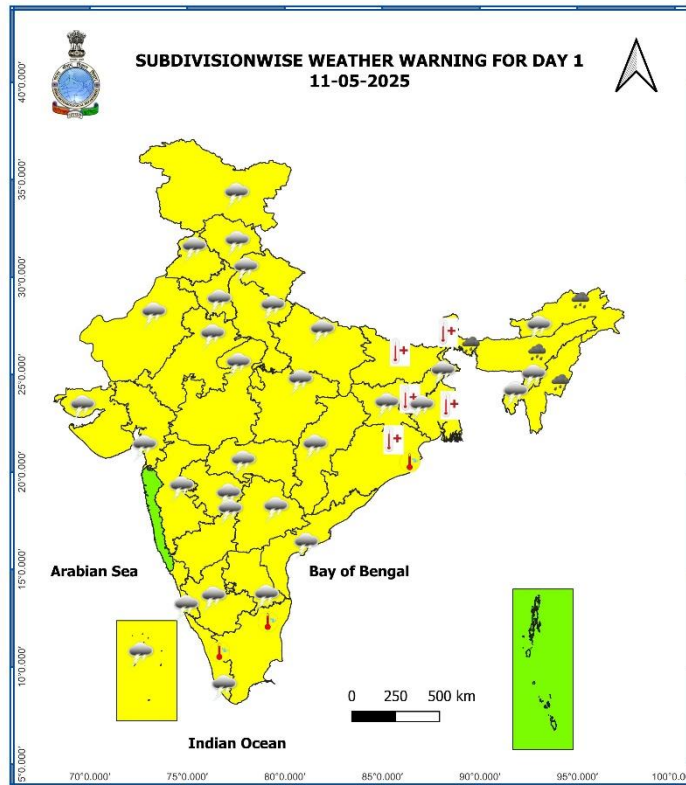 SUBDIVISIONWISE WEATHER WARNING FOR DAY 1
11-05-2025
40°0.000'
35°0.000'
30°0.000'
25°0.000'
20°0.000'
15°0.000'
10°0.000'
5°0.000'
Arabian Sea
Bay of Bengal
0 250 500 km
Indian Ocean
70°0.000' 75°0.000' 80°0.000' 85°0.000' 90°0.000' 95°0.000'